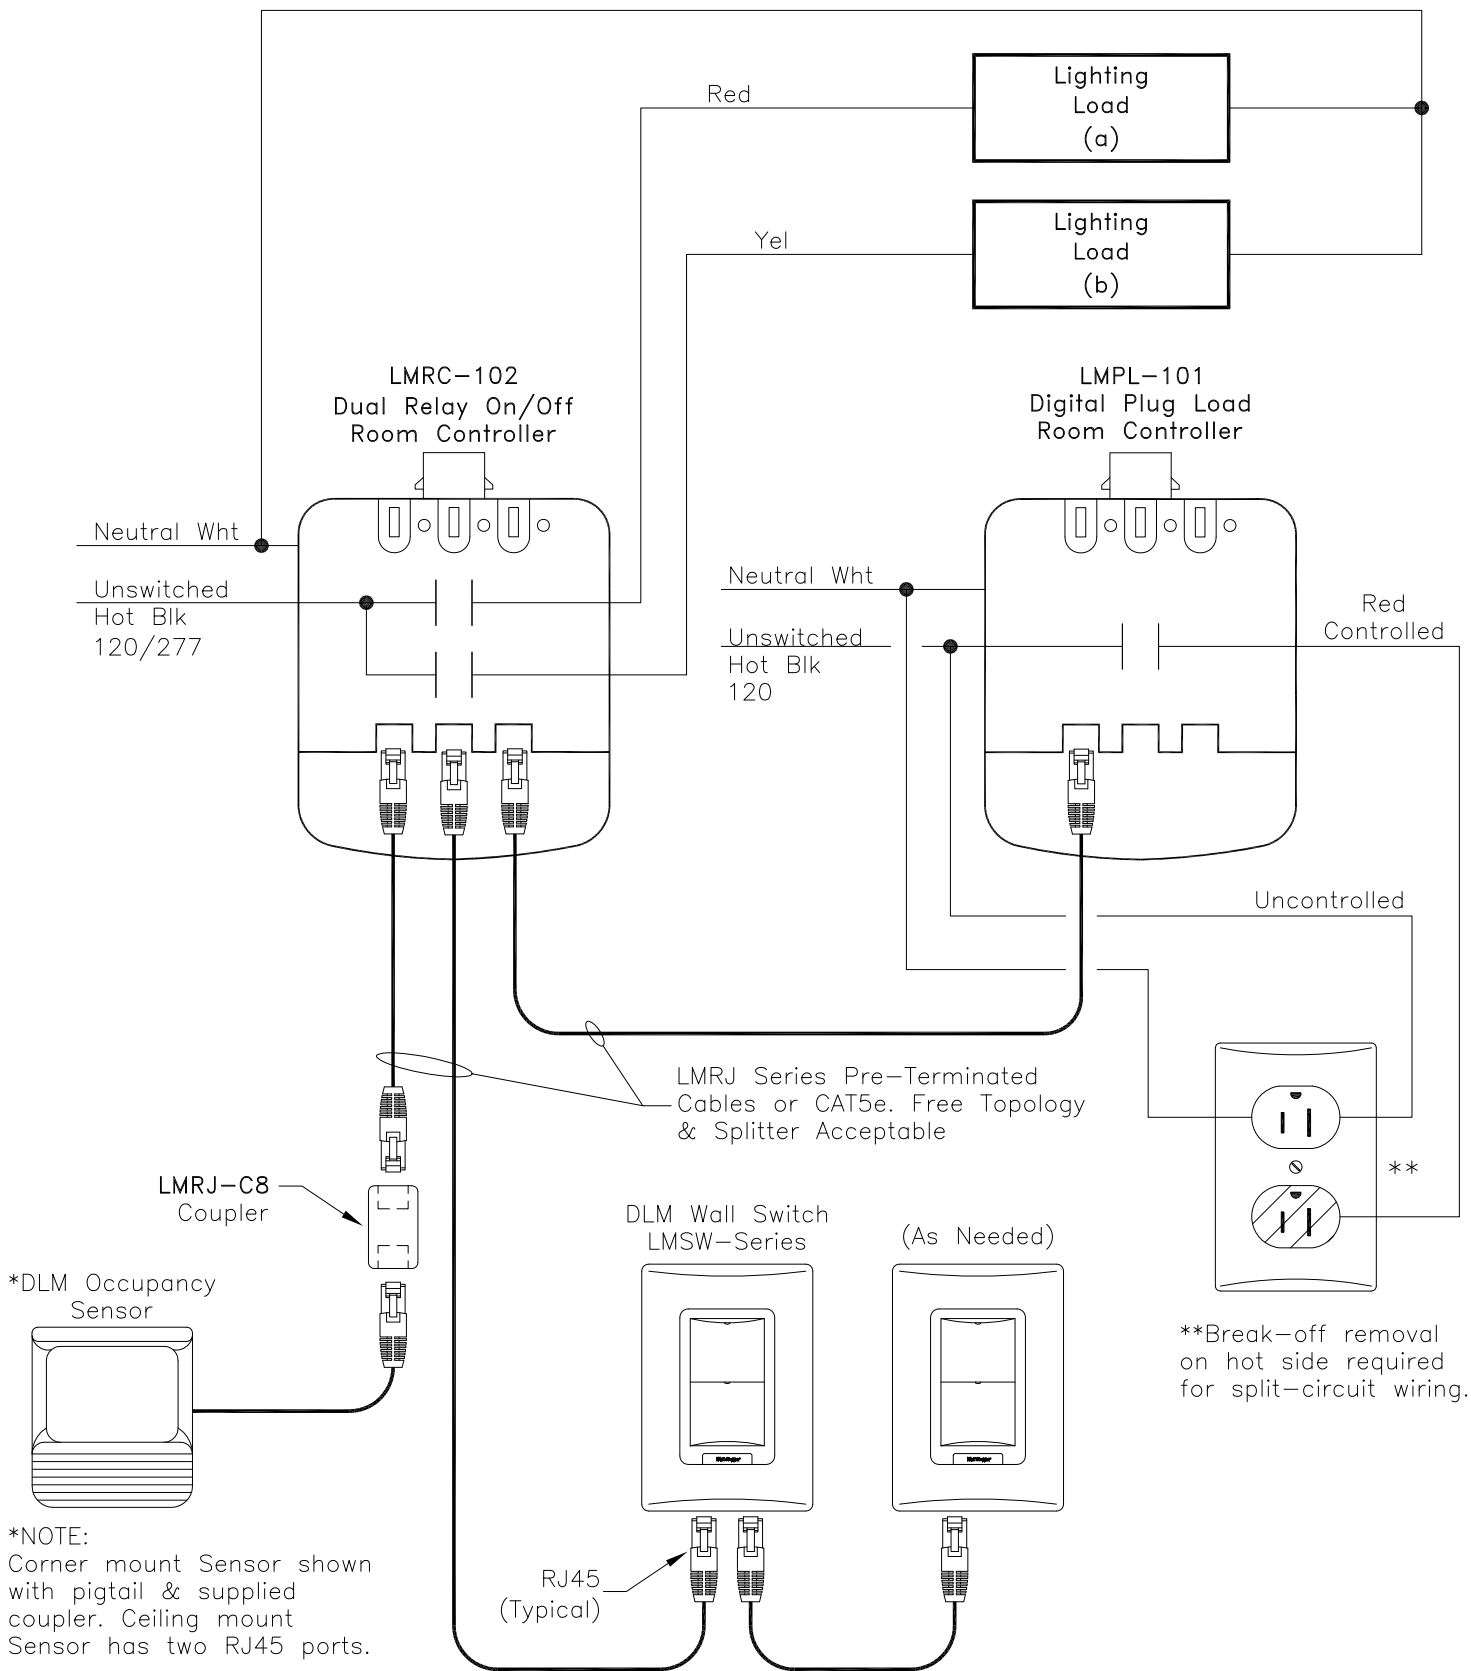 Red
Lighting
Load
(a)
Yel
Lighting
Load
(b)
LMRC-102
Dual Relay On/Off
Room Controller
LMPL-101
Digital Plug Load
Room Controller
Neutral Wht
Unswitched
Hot Blk
120/277
Neutral Wht
Unswitched
Hot Blk
120
Red
Controlled
Uncontrolled
LMRJ Series Pre-Terminated
Cables or CAT5e. Free Topology
& Splitter Acceptable
LMRJ-C8
Coupler
**
DLM Wall Switch
LMSW-Series
(As Needed)
*DLM Occupancy
Sensor
**Break-off removal
on hot side required
for split-circuit wiring.
*NOTE:
Corner mount Sensor shown
with pigtail & supplied
coupler. Ceiling mount
Sensor has two RJ45 ports.
RJ45
(Typical)